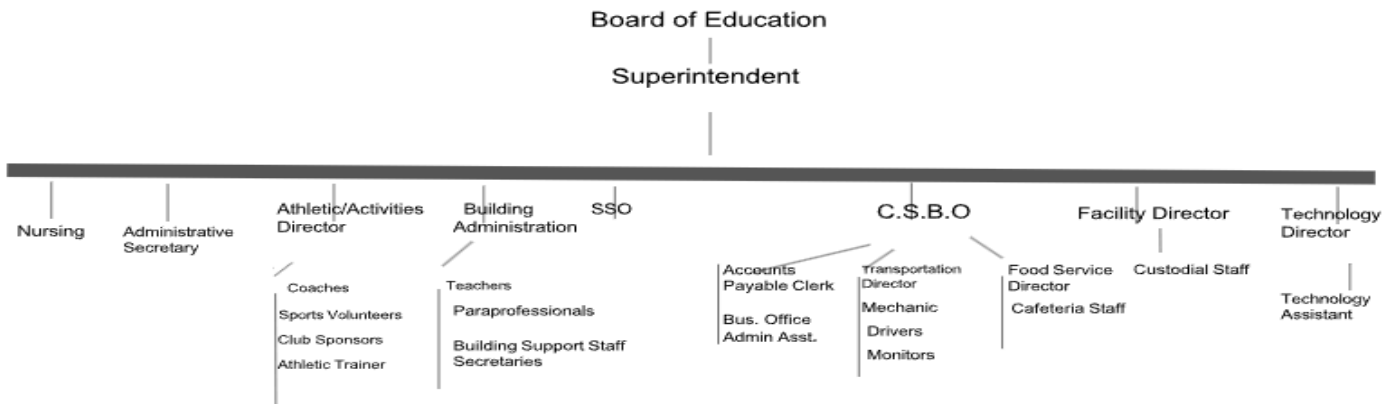 Board of Education
Superintendent
Nursing
Administrative
Secretary
Athletic/Activities
Director
Building
Administration
SSO
C.S.B.O
Facility Director
Technology
Director
Coaches
Sports Volunteers
Club Sponsors
Athletic Trainer
Teachers
Paraprofessionals
Building Support Staff
Secretaries
Accounts
Payable Clerk
Bus. Office
Admin Asst.
Transportation
Director
Mechanic
Drivers
Monitors
Food Service
Director
Cafeteria Staff
Custodial Staff
Technology
Assistant